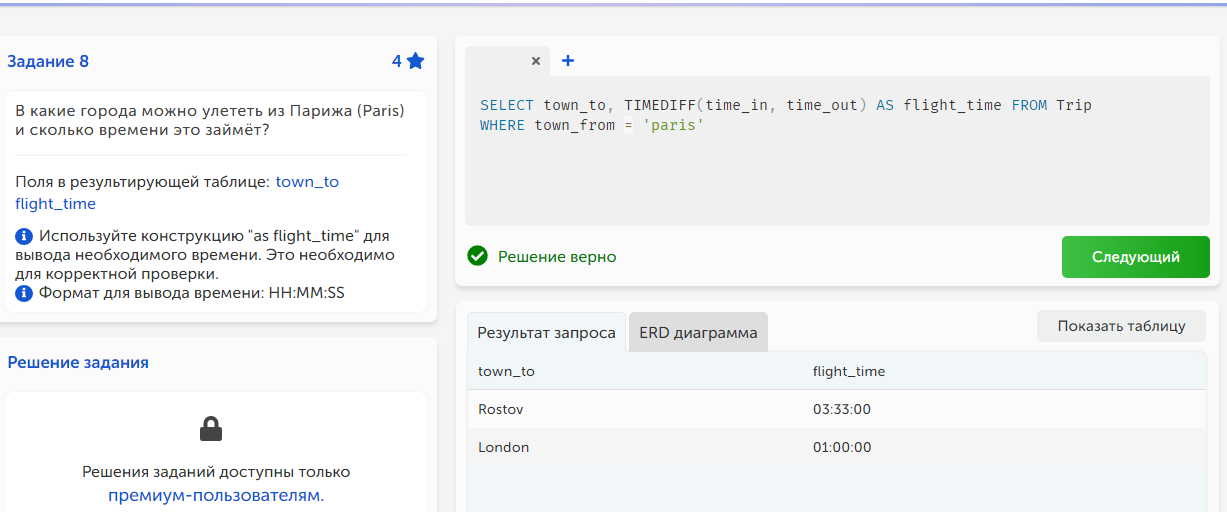 Задание 8
4
В какие города можно улететь из Парижа (Paris)
и сколько времени это займёт?
Поля в результирующей таблице: town_to
flight_time
Используйте конструкцию "as flight_time" для
вывода необходимого времени. Это необходимо
для корректной проверки.
Формат для вывода времени: HH:MM:SS
Решение задания
Решения заданий доступны только
премиум-пользователям.
× +
SELECT town_to, TIMEDIFF(time_in, time_out) AS flight_time FROM Trip
WHERE town_from = 'paris'
Решение верно
Следующий
Результат запроса
ERD диаграмма
Показать таблицу
town_to flight_time
Rostov 03:33:00
London 01:00:00